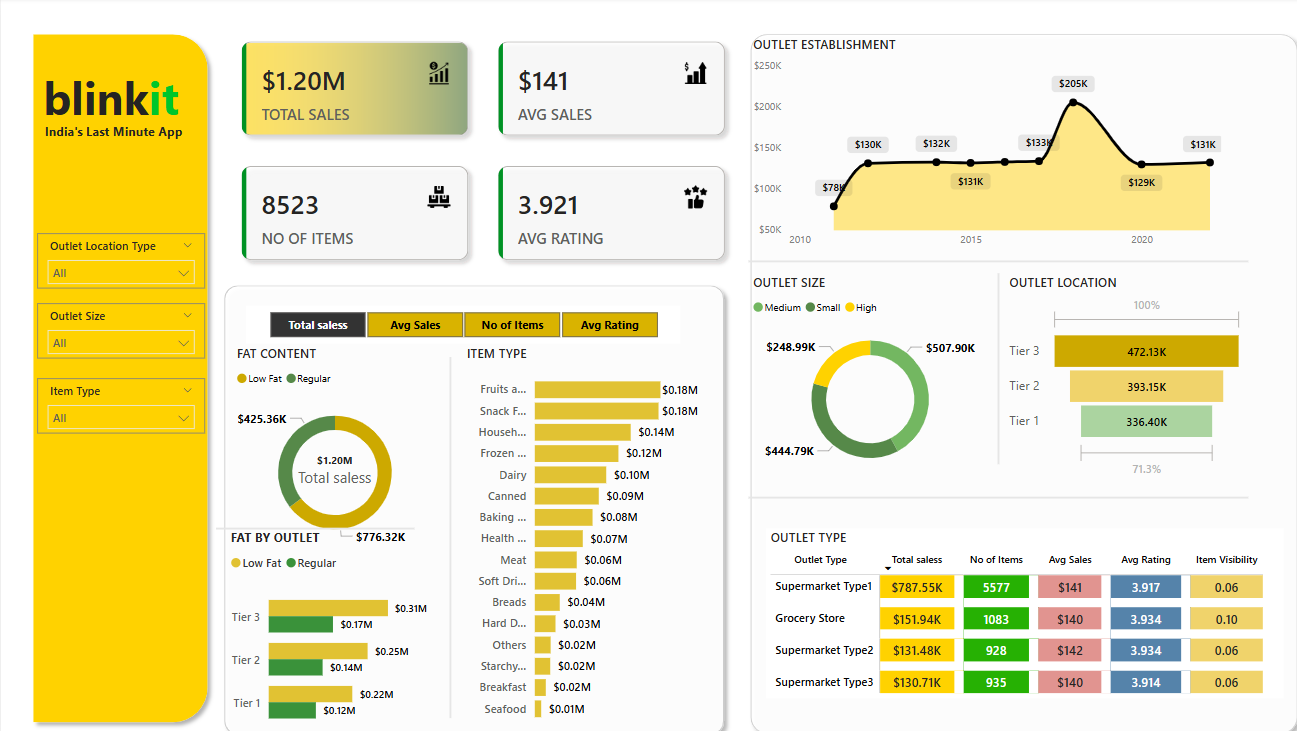 blinkit
India's Last Minute App
Outlet Location Type
All
Outlet Size
All
Item Type
All
$1.20M
TOTAL SALES
$141
AVG SALES
8523
NO OF ITEMS
3.921
AVG RATING
Total saless
Avg Sales
No of Items
Avg Rating
FAT CONTENT
Low Fat Regular
$425.36K
$1.20M
Total saless
$776.32K
FAT BY OUTLET
Low Fat Regular
Tier 3 $0.31M
$0.17M
Tier 2 $0.25M
$0.14M
Tier 1 $0.22M
$0.12M
ITEM TYPE
Fruits a... $0.18M
Snack F... $0.18M
Househ... $0.14M
Frozen ... $0.12M
Dairy $0.10M
Canned $0.09M
Baking ... $0.08M
Health ... $0.07M
Meat $0.06M
Soft Dri... $0.06M
Breads $0.04M
Hard D... $0.03M
Others $0.02M
Starchy... $0.02M
Breakfast $0.02M
Seafood $0.01M
OUTLET ESTABLISHMENT
$250K
$200K
$150K
$100K
$50K
$78K
$130K
$132K
$131K
$133K
$205K
$129K
$131K
2010 2015 2020
OUTLET SIZE
Medium Small High
$248.99K
$507.90K
$444.79K
OUTLET LOCATION
100%
Tier 3 472.13K
Tier 2 393.15K
Tier 1 336.40K
71.3%
OUTLET TYPE
Outlet Type Total saless No of Items Avg Sales Avg Rating Item Visibility
Supermarket Type1 $787.55K 5577 $141 3.917 0.06
Grocery Store $151.94K 1083 $140 3.934 0.10
Supermarket Type2 $131.48K 928 $142 3.934 0.06
Supermarket Type3 $130.71K 935 $140 3.914 0.06